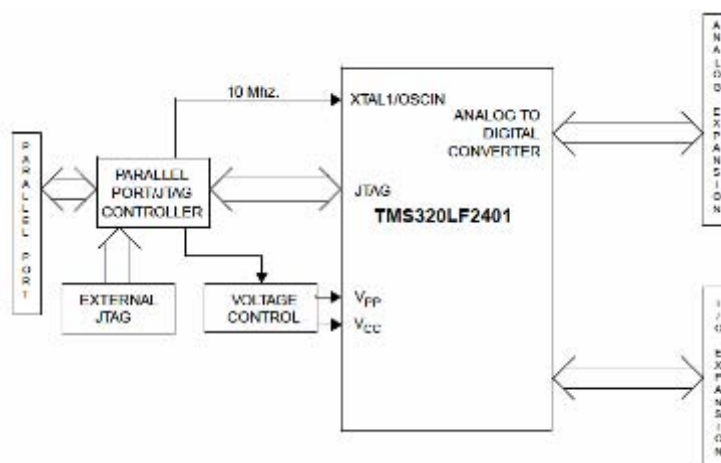 10 Mhz.
XTAL1/OSCIN
ANALOG TO
DIGITAL
CONVERTER
PARALLEL PORT
PARALLEL
PORT/JTAG
CONTROLLER
JTAG
TMS320LF2401
EXTERNAL
JTAG
VOLTAGE
CONTROL
VPP
VCC
ANALOG EXPANSION
I/O EXPANSION